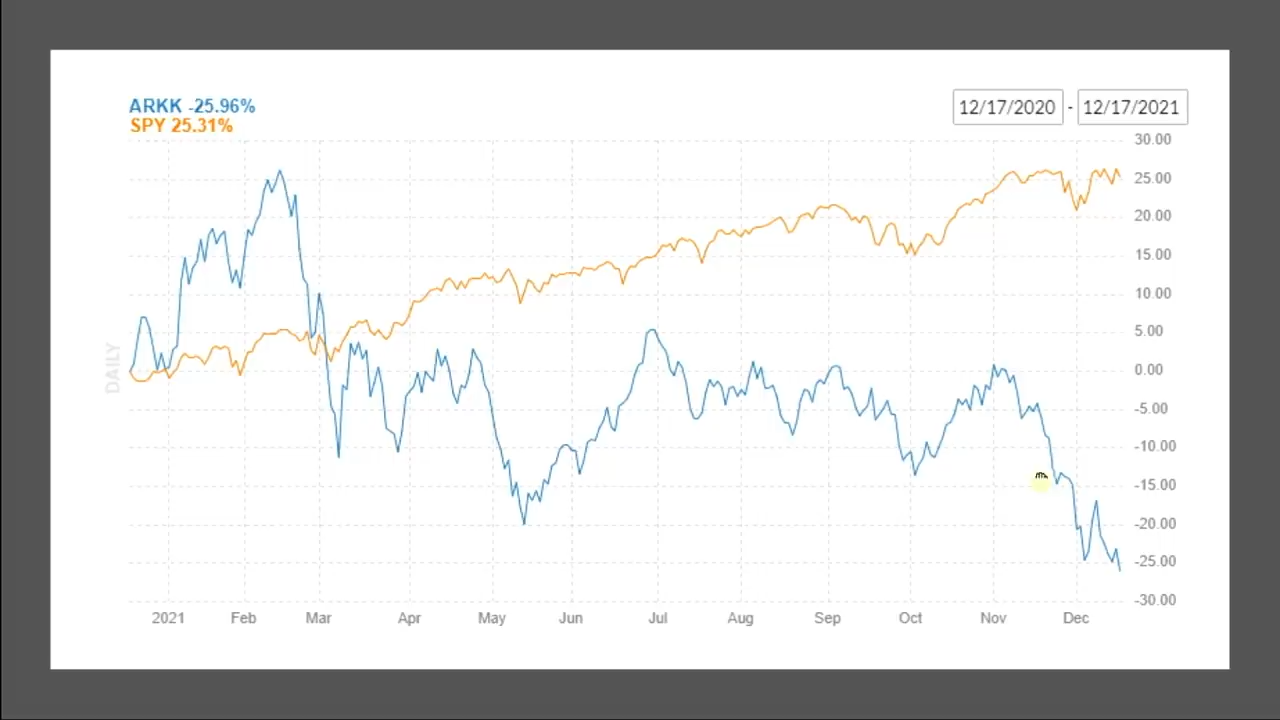 ARKK -25.96%
SPY 25.31%
12/17/2020 - 12/17/2021
30.00
25.00
20.00
15.00
10.00
5.00
0.00
-5.00
-10.00
-15.00
-20.00
-25.00
-30.00
DAILY
2021 Feb Mar Apr May Jun Jul Aug Sep Oct Nov Dec